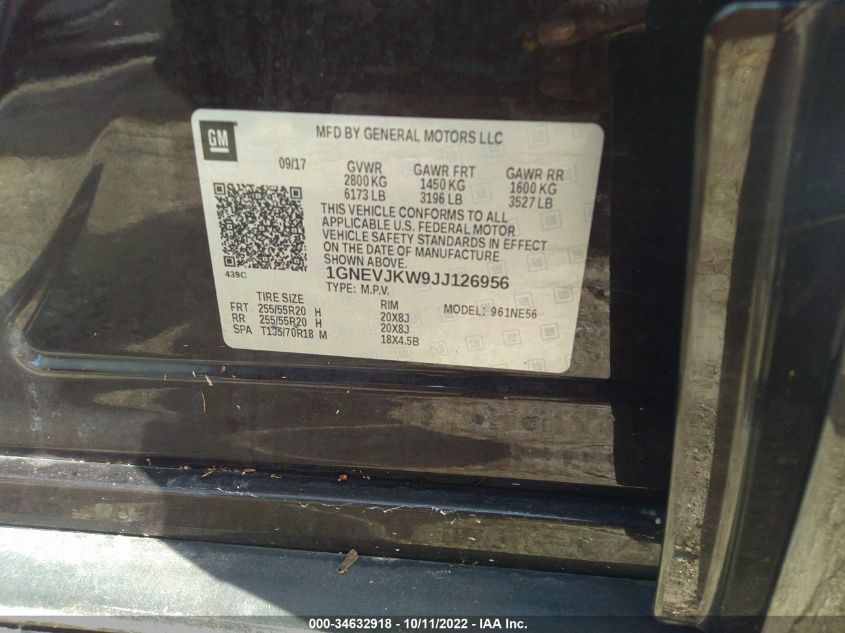 GM
MFD BY GENERAL MOTORS LLC
09/17 GVWR GAWR FRT GAWR RR
2800 KG 1450 KG 1600 KG
6173 LB 3196 LB 3527 LB
THIS VEHICLE CONFORMS TO ALL
APPLICABLE U.S. FEDERAL MOTOR
VEHICLE SAFETY STANDARDS IN EFFECT
ON THE DATE OF MANUFACTURE
SHOWN ABOVE.
439C
1GNEVJKW9JJ126956
TYPE: M.P.V.
TIRE SIZE RIM MODEL: 961NE56
FRT 255/55R20 H 20X8J
RR 255/55R20 H 20X8J
SPA T135/70R18 M 18X4.5B
000-34632918 - 10/11/2022 - IAA Inc.